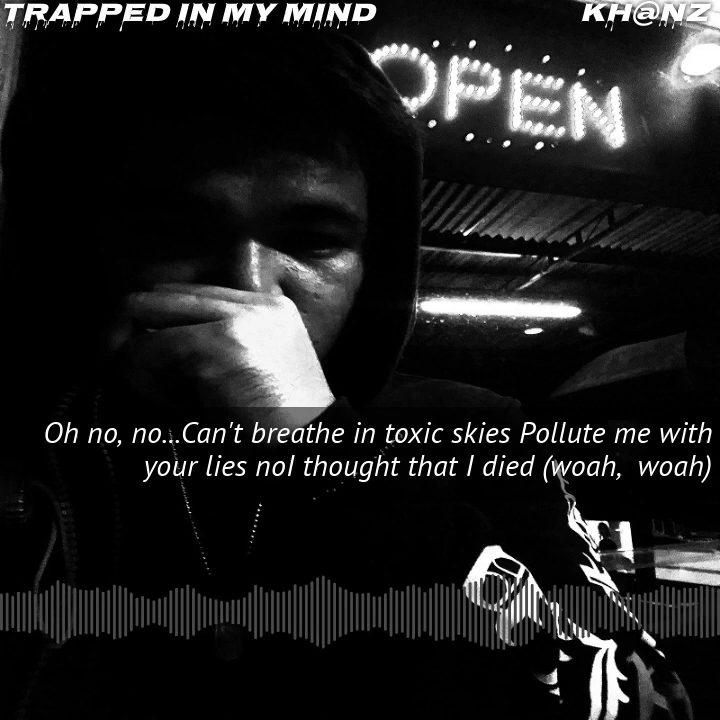 TRAPPED IN MY MIND
KH@NZ
OPEN
Oh no, no...Can't breathe in toxic skies Pollute me with
your lies noI thought that I died (woah, woah)